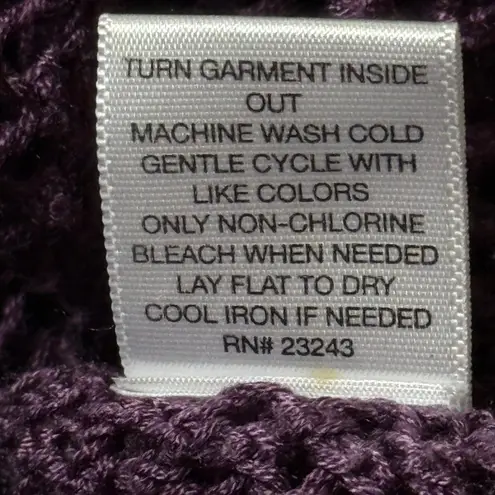 TURN GARMENT INSIDE
OUT
MACHINE WASH COLD
GENTLE CYCLE WITH
LIKE COLORS
ONLY NON-CHLORINE
BLEACH WHEN NEEDED
LAY FLAT TO DRY
COOL IRON IF NEEDED
RN# 23243